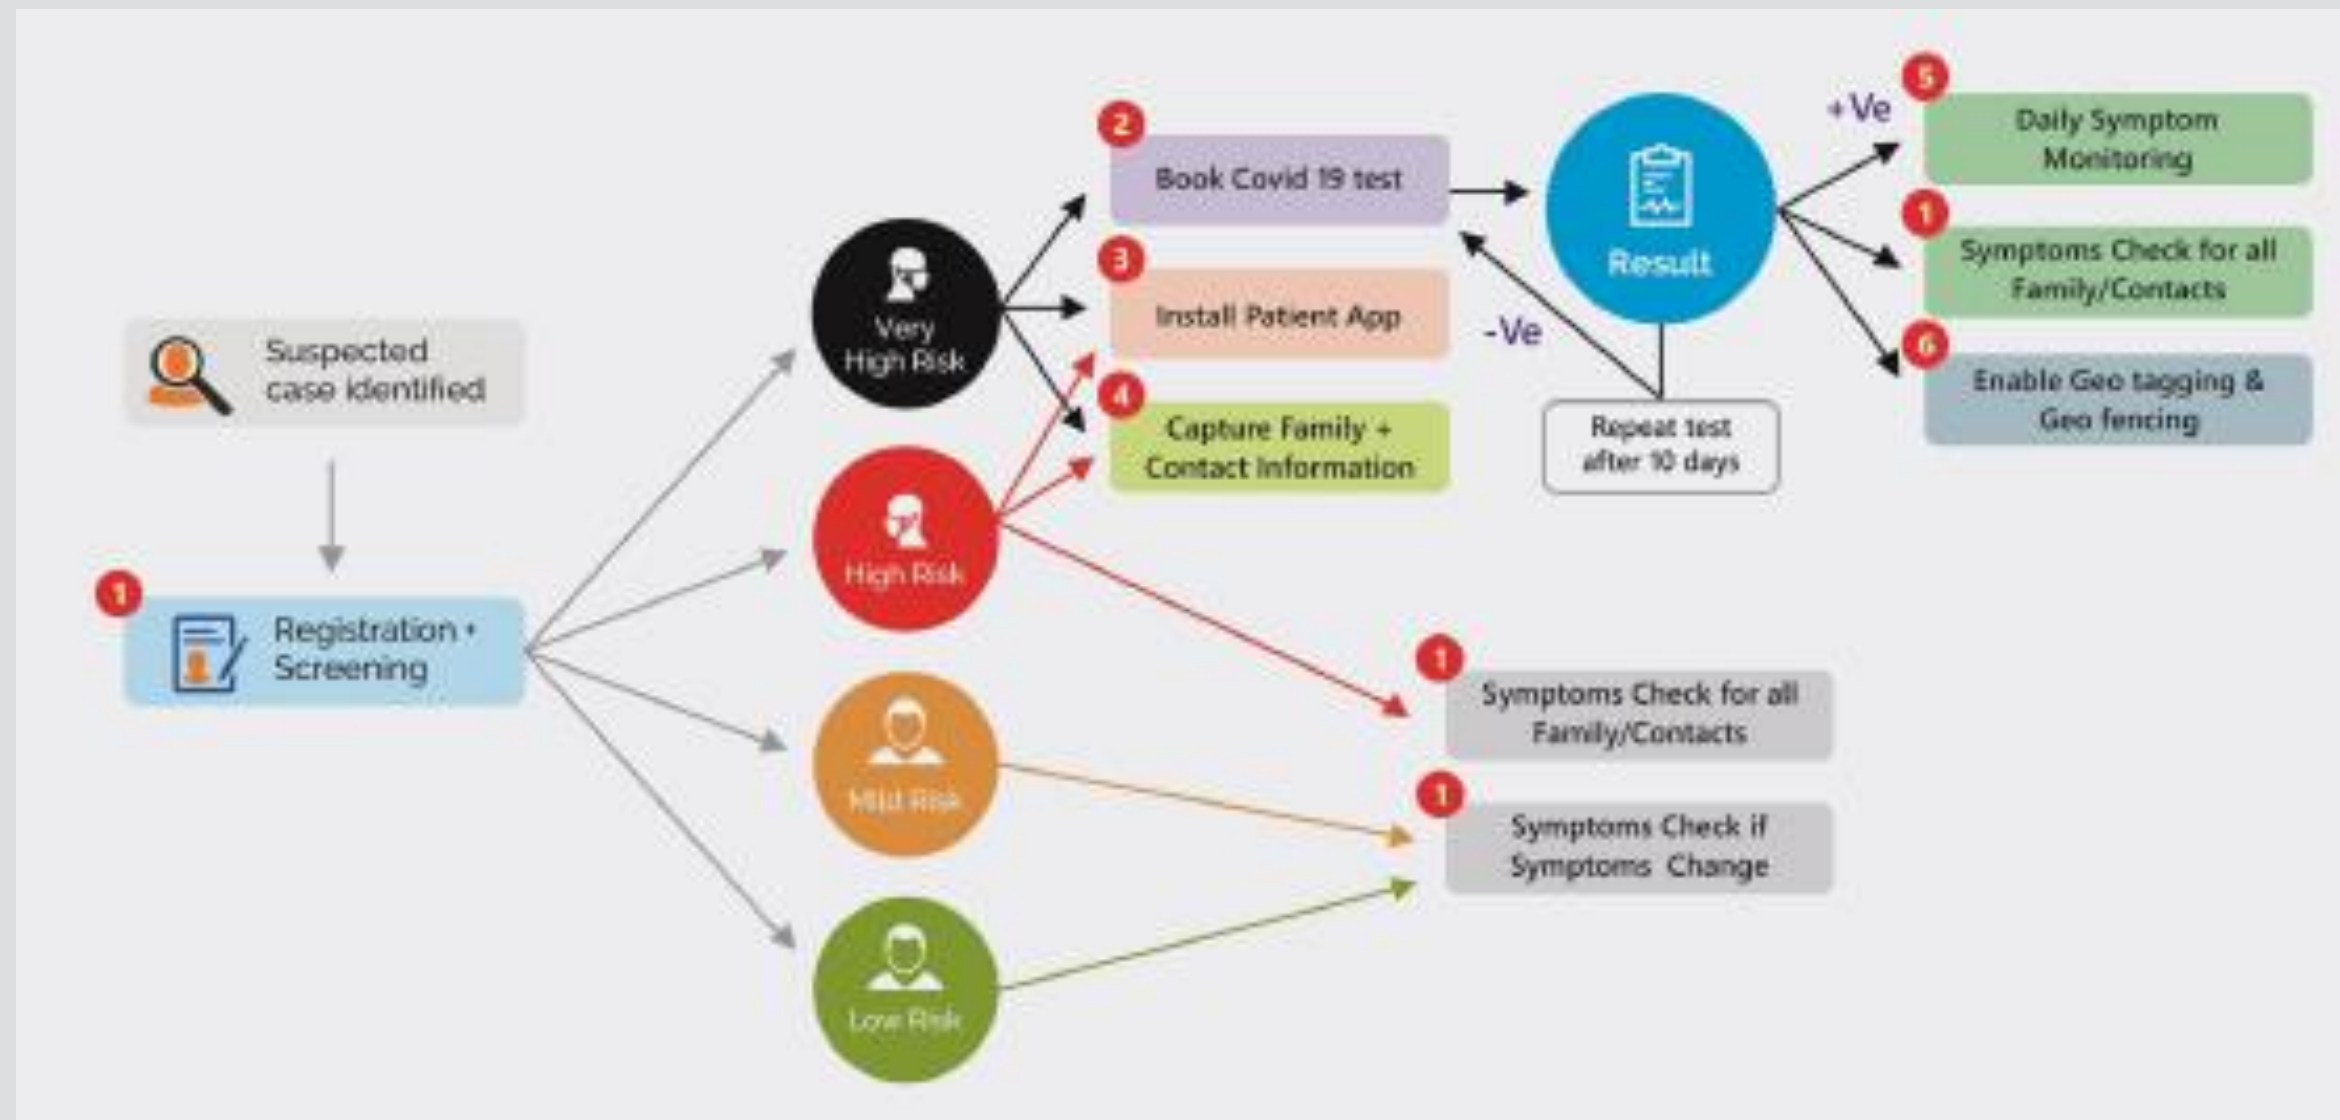 Suspected
case identified
1
Registration +
Screening
Very
High Risk
High Risk
Mild Risk
Low Risk
2
Book Covid 19 test
3
Install Patient App
4
Capture Family +
Contact Information
Result
-Ve
Repeat test
after 10 days
+Ve
5
Daily Symptom
Monitoring
1
Symptoms Check for all
Family/Contacts
6
Enable Geo tagging &
Geo fencing
1
Symptoms Check for all
Family/Contacts
1
Symptoms Check if
Symptoms Change